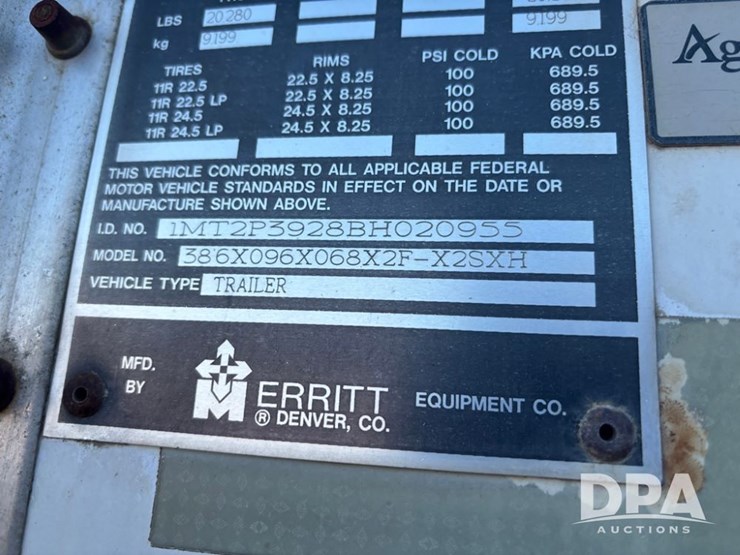 LBS 20280 9199
kg 9199
TIRES RIMS PSI COLD KPA COLD
11R 22.5 22.5 X 8.25 100 689.5
11R 22.5 LP 22.5 X 8.25 100 689.5
11R 24.5 24.5 X 8.25 100 689.5
11R 24.5 LP 24.5 X 8.25 100 689.5
THIS VEHICLE CONFORMS TO ALL APPLICABLE FEDERAL
MOTOR VEHICLE STANDARDS IN EFFECT ON THE DATE OR
MANUFACTURE SHOWN ABOVE.
I.D. NO. 1MT2P3928BH020955
MODEL NO. 386X096X068X2F-X2SXH
VEHICLE TYPE TRAILER
MFD. BY
MERRITT EQUIPMENT CO.
® DENVER, CO.
Ag
DPA
AUCTIONS